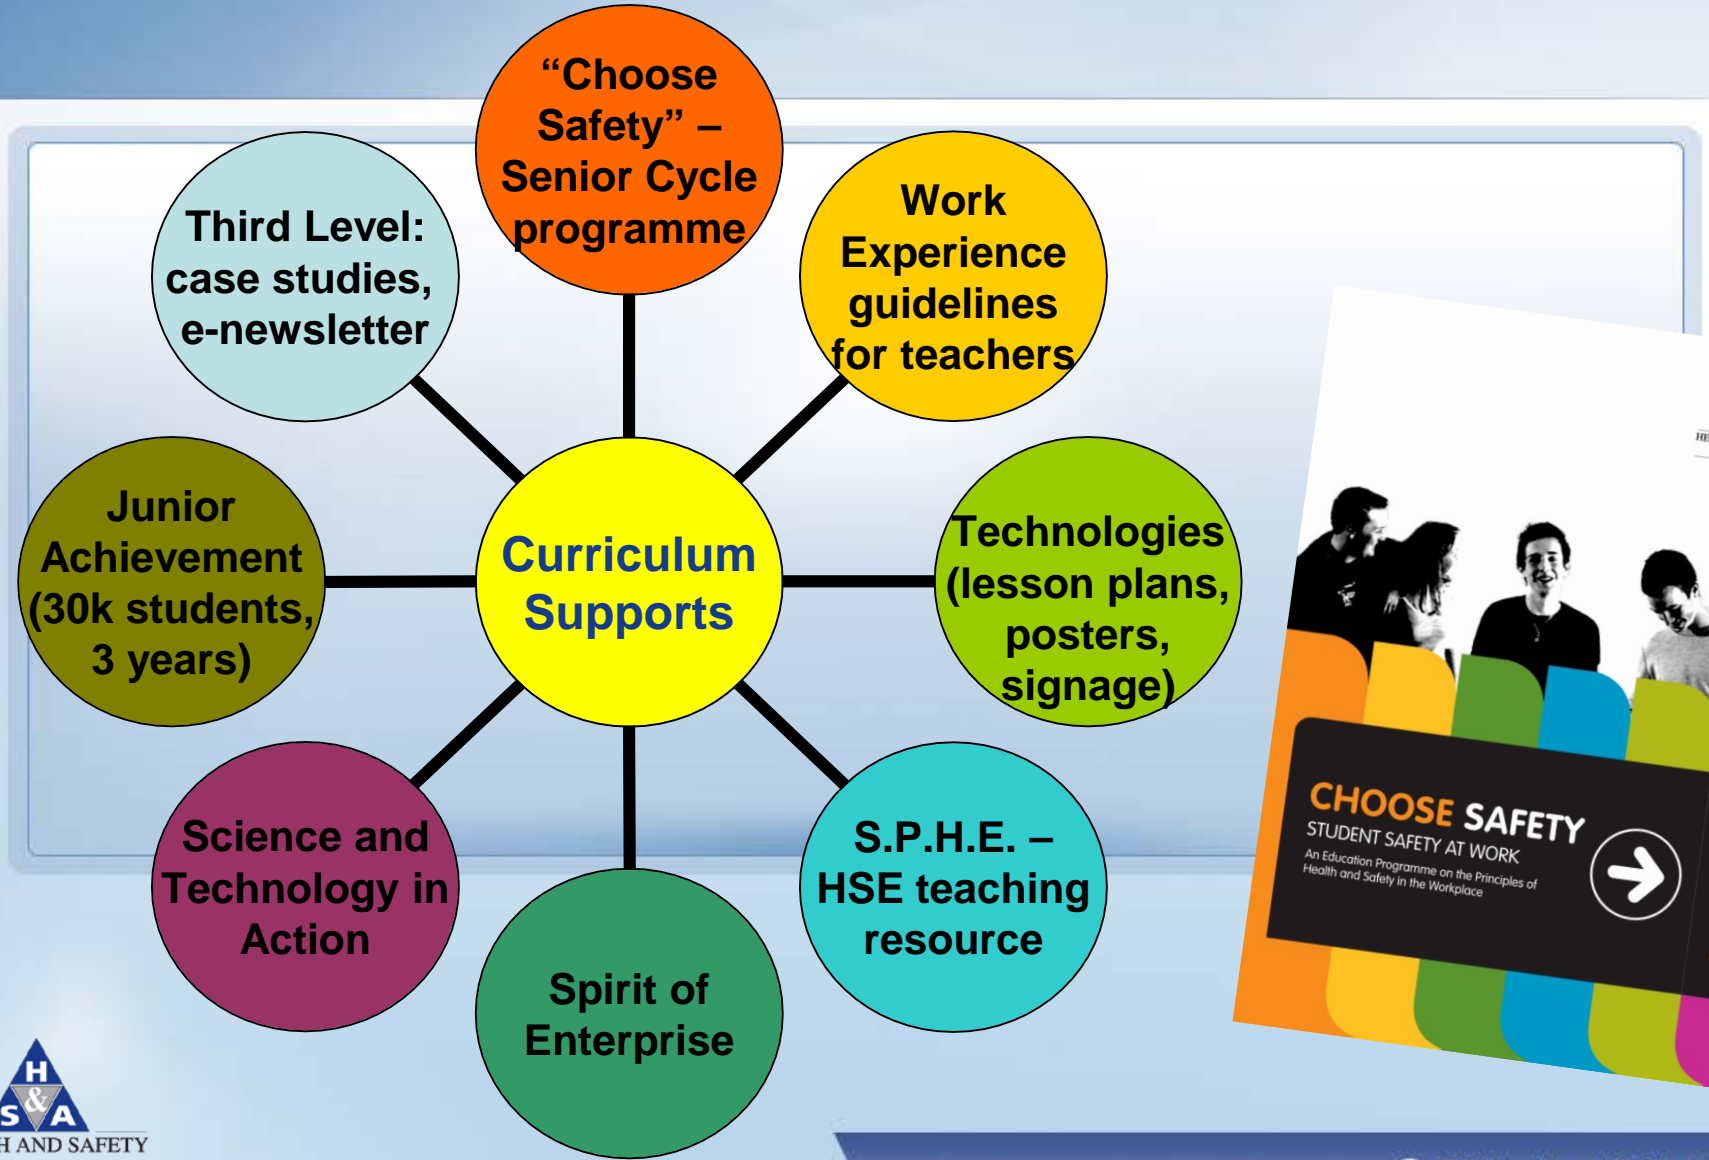 “Choose
Safety” –
Senior Cycle
programme
Work
Experience
guidelines
for teachers
Technologies
(lesson plans,
posters,
signage)
S.P.H.E. –
HSE teaching
resource
Spirit of
Enterprise
Science and
Technology in
Action
Junior
Achievement
(30k students,
3 years)
Third Level:
case studies,
e-newsletter
Curriculum
Supports
HE
CHOOSE SAFETY
STUDENT SAFETY AT WORK
An Education Programme on the Principles of
Health and Safety in the Workplace
H
S & A
H AND SAFETY